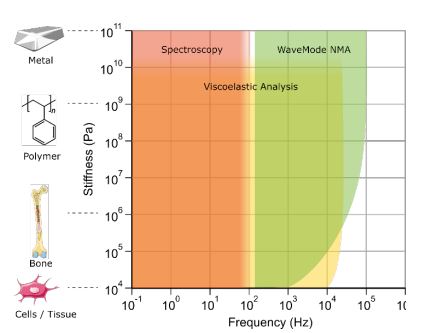 Metal
n
Polymer
Bone
Cells / Tissue
Stiffness (Pa)
10¹¹
10¹⁰
10⁹
10⁸
10⁷
10⁶
10⁵
10⁴
Spectroscopy
WaveMode NMA
Viscoelastic Analysis
10⁻¹ 10⁰ 10¹ 10² 10³ 10⁴ 10⁵ 10
Frequency (Hz)